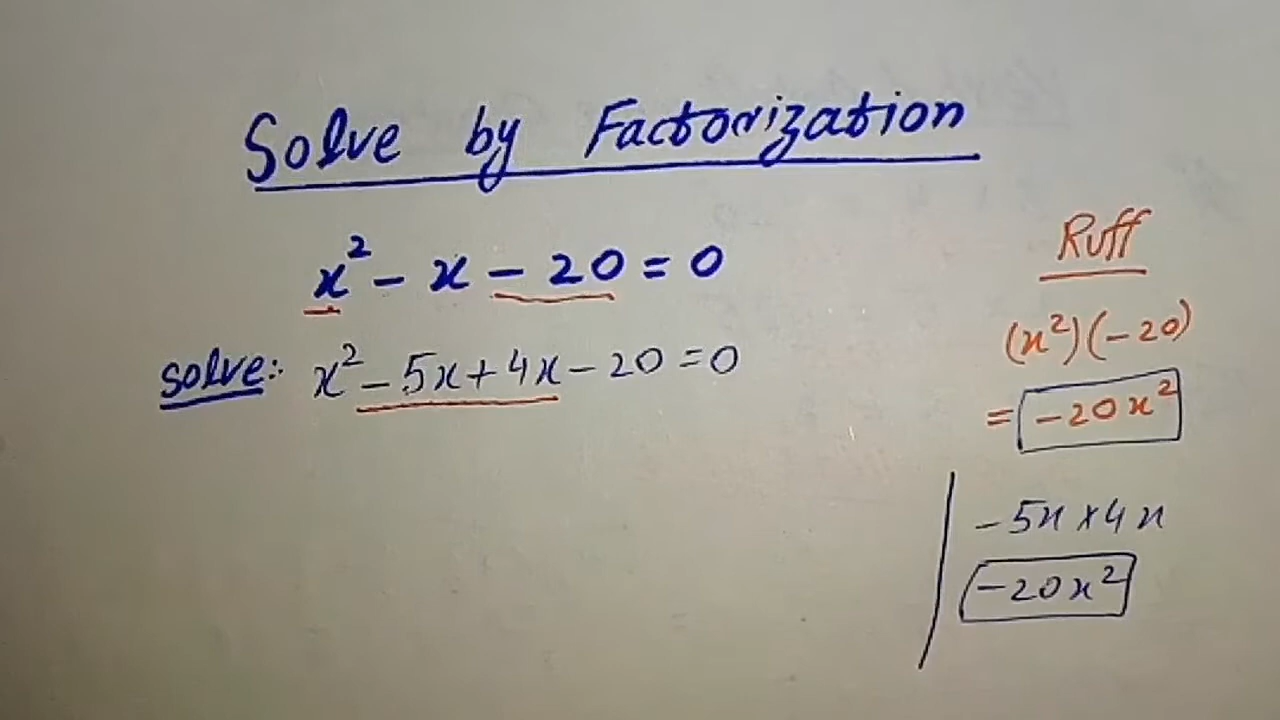 Solve by Factorization
x² - x - 20 = 0
solve:- x² - 5x + 4x - 20 = 0
Ruff
(x²)(-20)
= -20x²
-5x × 4x
-20x²